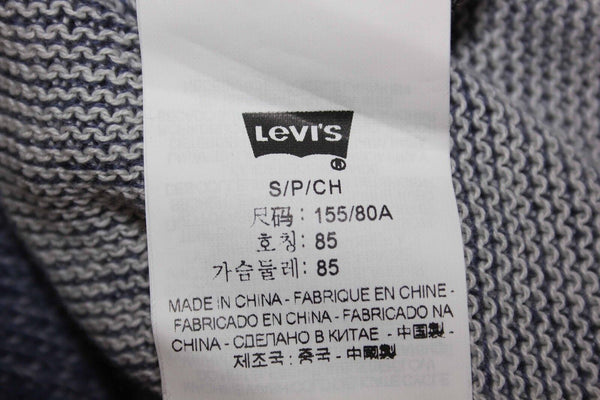 Levi's
®
S/P/CH
尺码：155/80A
호칭: 85
가슴둘레: 85
MADE IN CHINA - FABRIQUE EN CHINE -
FABRICADO EN CHINA - FABRICADO NA
CHINA - СДЕЛАНО В КИТАЕ - 中國製 -
제조국: 중국 - 中國製